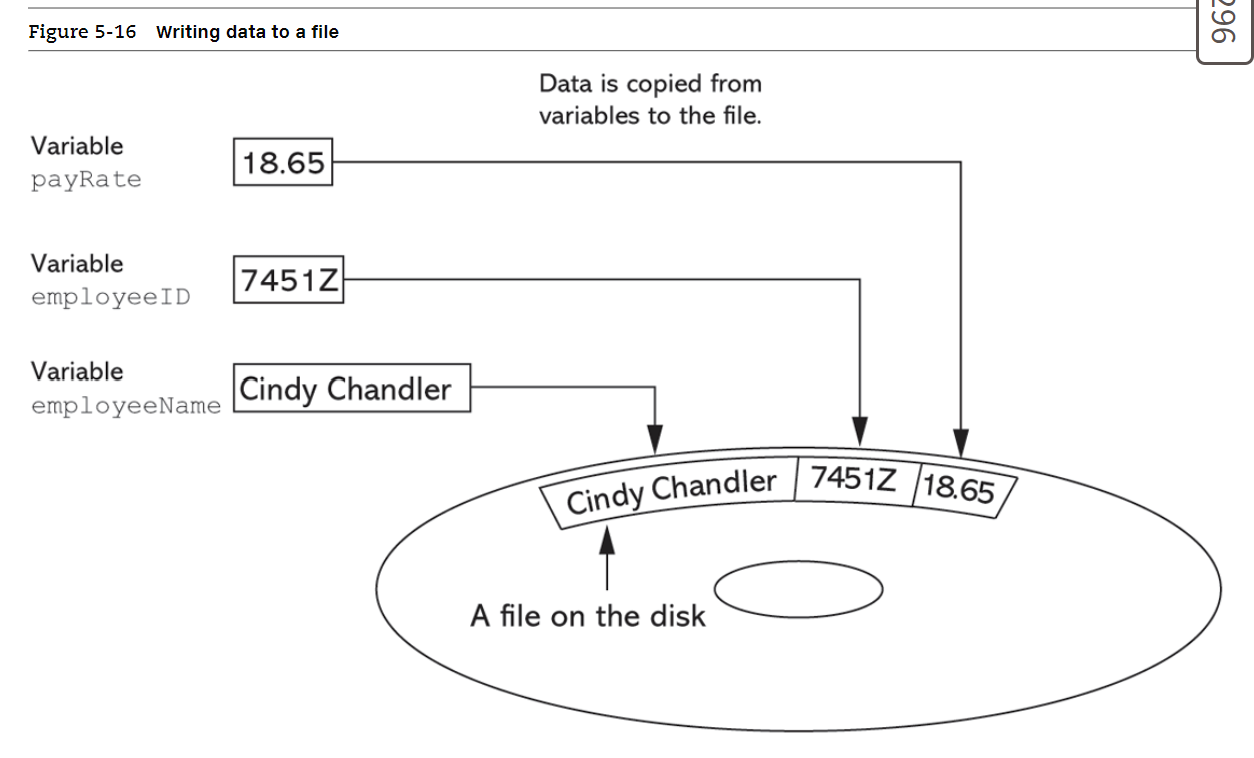 Figure 5-16 Writing data to a file
296
Data is copied from
variables to the file.
Variable
payRate
18.65
Variable
employeeID
7451Z
Variable
employeeName
Cindy Chandler
Cindy Chandler 7451Z 18.65
A file on the disk